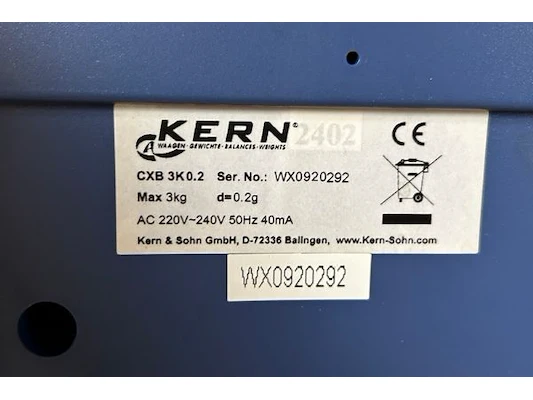 KERN® 2402
WAAGEN·GEWICHTE·BALANCES·WEIGHTS
CE
CXB 3K0.2 Ser. No.: WX0920292
Max 3kg d=0.2g
AC 220V~240V 50Hz 40mA
Kern & Sohn GmbH, D-72336 Balingen, www.Kern-Sohn.com
WX0920292